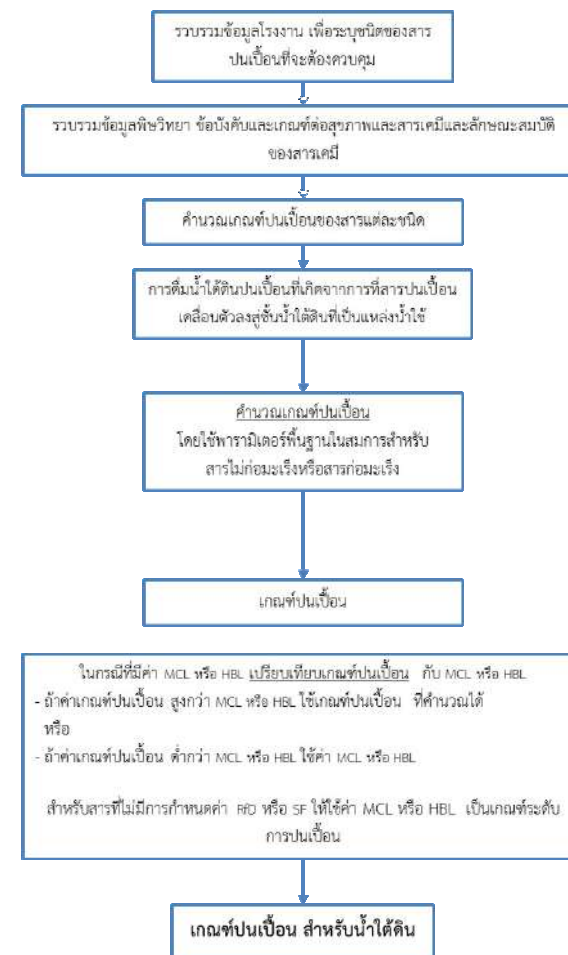 รวบรวมข้อมูลโรงงาน เพื่อระบุชนิดของสาร
ปนเปื้อนที่จะต้องควบคุม
รวบรวมข้อมูลพิษวิทยา ข้อบังคับและเกณฑ์ต่อสุขภาพและสารเคมีและลักษณะสมบัติ
ของสารเคมี
คำนวณเกณฑ์ปนเปื้อนของสารแต่ละชนิด
การดื่มน้ำใต้ดินปนเปื้อนที่เกิดจากการที่สารปนเปื้อน
เคลื่อนตัวลงสู่ชั้นน้ำใต้ดินที่เป็นแหล่งน้ำใช้
คำนวณเกณฑ์ปนเปื้อน
โดยใช้พารามิเตอร์พื้นฐานในสมการสำหรับ
สารไม่ก่อมะเร็งหรือสารก่อมะเร็ง
เกณฑ์ปนเปื้อน
ในกรณีที่มีค่า MCL หรือ HBL เปรียบเทียบเกณฑ์ปนเปื้อน กับ MCL หรือ HBL
- ถ้าค่าเกณฑ์ปนเปื้อน สูงกว่า MCL หรือ HBL ใช้เกณฑ์ปนเปื้อน ที่คำนวณได้
หรือ
- ถ้าค่าเกณฑ์ปนเปื้อน ต่ำกว่า MCL หรือ HBL ใช้ค่า MCL หรือ HBL
สำหรับสารที่ไม่มีการกำหนดค่า RfD หรือ SF ให้ใช้ค่า MCL หรือ HBL เป็นเกณฑ์ระดับ
การปนเปื้อน
เกณฑ์ปนเปื้อน สำหรับน้ำใต้ดิน